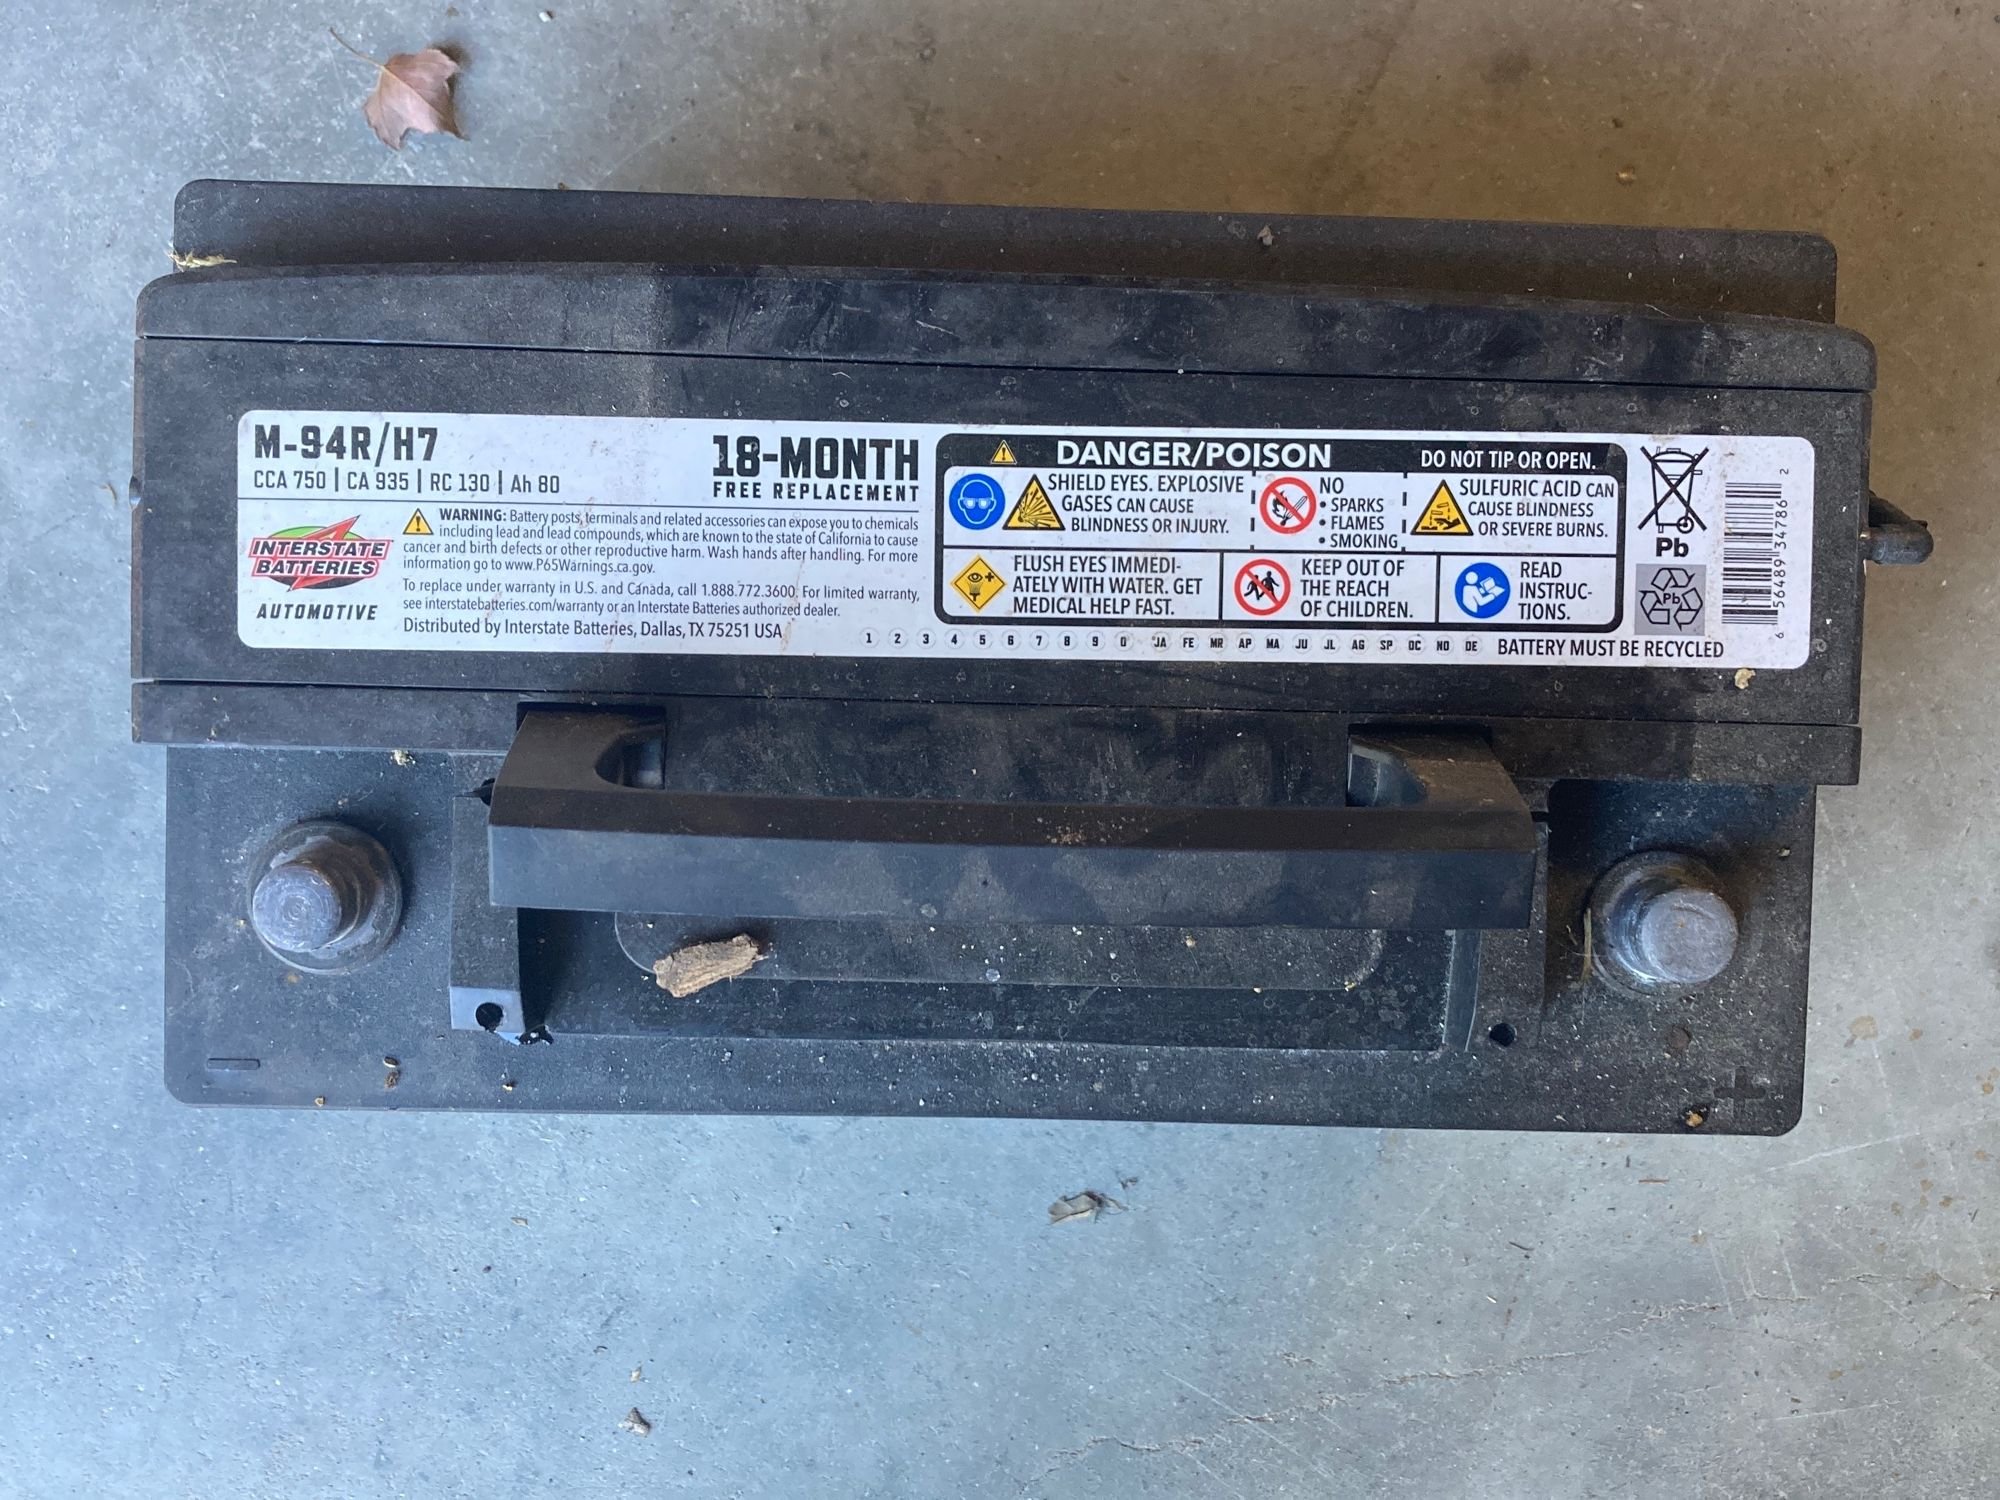 M-94R/H7
CCA 750 | CA 935 | RC 130 | Ah 80
18-MONTH
FREE REPLACEMENT
INTERSTATE
BATTERIES
AUTOMOTIVE
WARNING: Battery posts, terminals and related accessories can expose you to chemicals
including lead and lead compounds, which are known to the state of California to cause
cancer and birth defects or other reproductive harm. Wash hands after handling. For more
information go to www.P65Warnings.ca.gov.
To replace under warranty in U.S. and Canada, call 1.888.772.3600. For limited warranty,
see interstatebatteries.com/warranty or an Interstate Batteries authorized dealer.
Distributed by Interstate Batteries, Dallas, TX 75251 USA
DANGER/POISON
DO NOT TIP OR OPEN.
SHIELD EYES. EXPLOSIVE
GASES CAN CAUSE
BLINDNESS OR INJURY.
NO
• SPARKS
• FLAMES
• SMOKING
SULFURIC ACID CAN
CAUSE BLINDNESS
OR SEVERE BURNS.
FLUSH EYES IMMEDI-
ATELY WITH WATER. GET
MEDICAL HELP FAST.
KEEP OUT OF
THE REACH
OF CHILDREN.
READ
INSTRUC-
TIONS.
Pb
Pb
6 56489 34786 2
1 2 3 4 5 6 7 8 9 0 JA FE MR AP MA JU JL AG SP OC NO DE
BATTERY MUST BE RECYCLED
− +